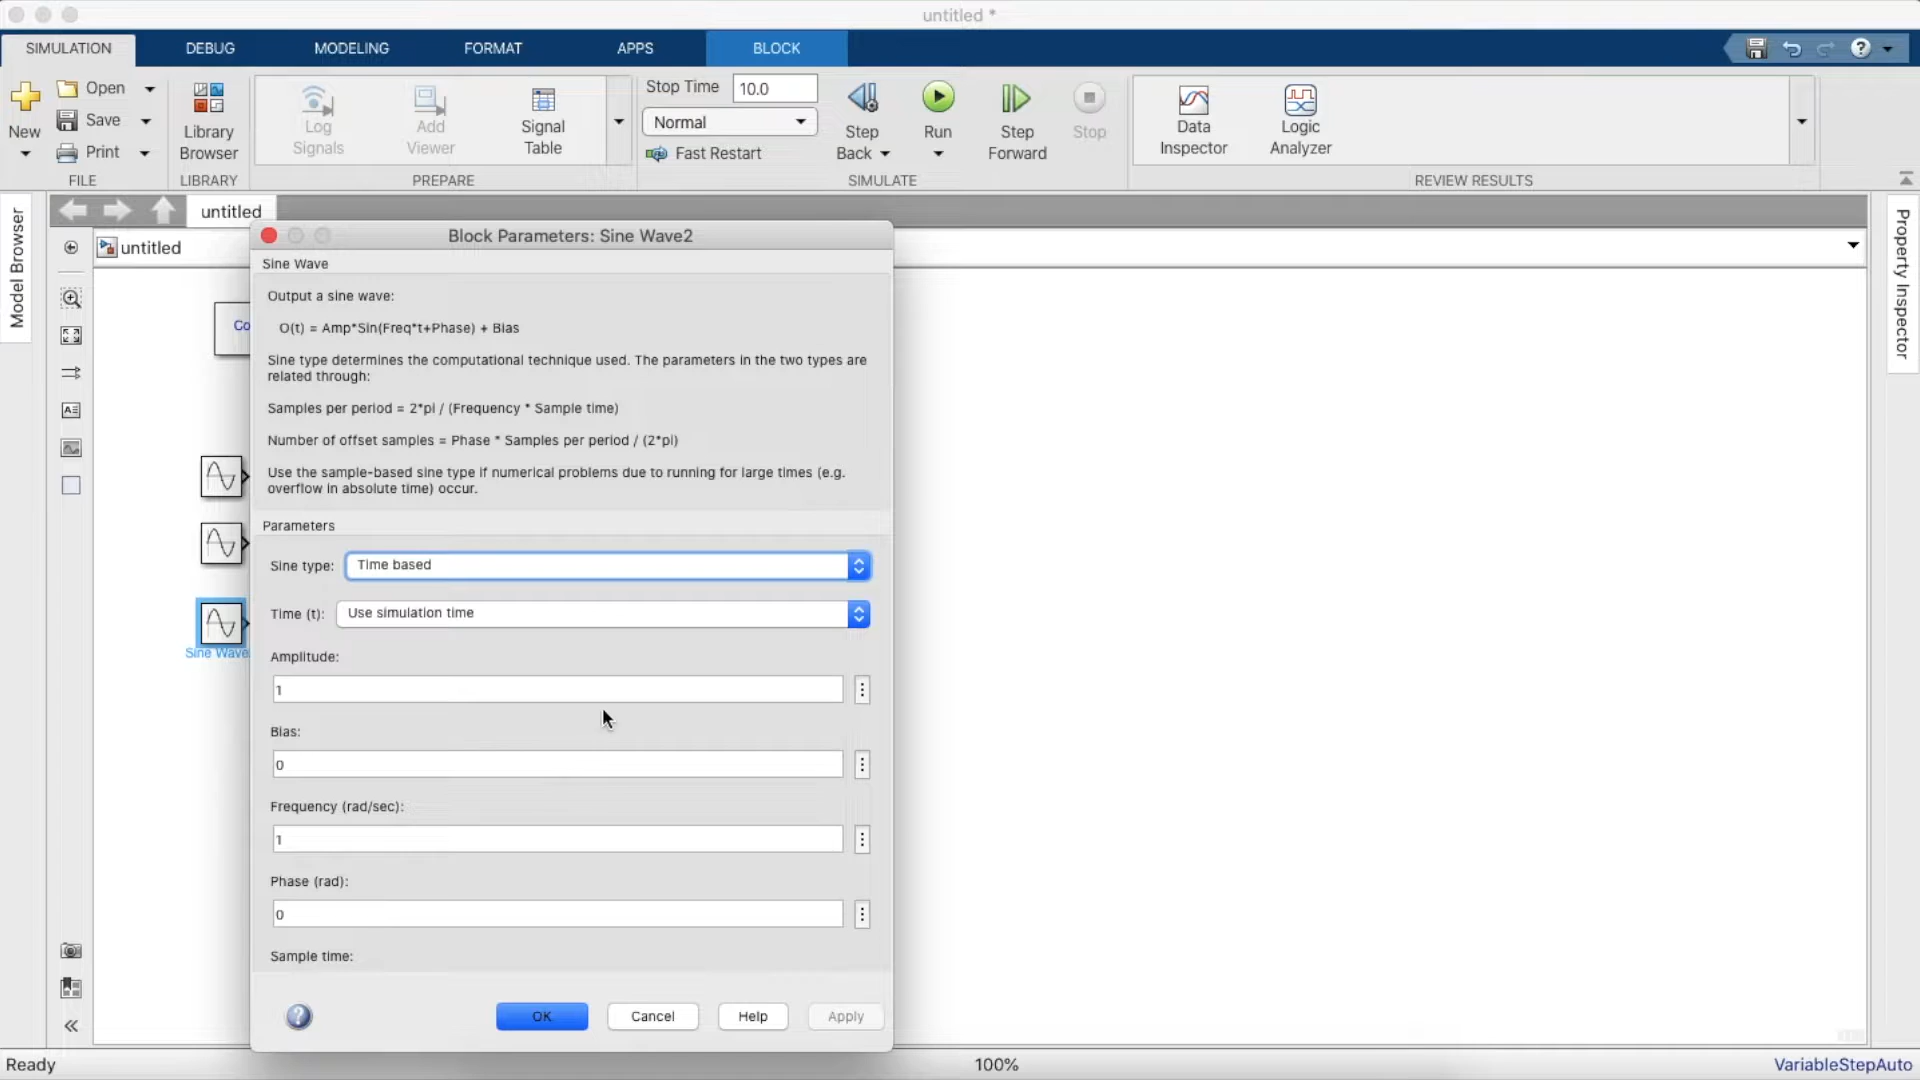 untitled *
SIMULATION DEBUG MODELING FORMAT APPS BLOCK
New
Open
Save
Print
FILE
Library
Browser
LIBRARY
Log
Signals
Add
Viewer
Signal
Table
PREPARE
Stop Time 10.0
Normal
Fast Restart
Step
Back
Run
Step
Forward
Stop
SIMULATE
Data
Inspector
Logic
Analyzer
REVIEW RESULTS
Model Browser
untitled
untitled
Property Inspector
Co
Sine Wave
Block Parameters: Sine Wave2
Sine Wave
Output a sine wave:
O(t) = Amp*Sin(Freq*t+Phase) + Bias
Sine type determines the computational technique used. The parameters in the two types are
related through:
Samples per period = 2*pi / (Frequency * Sample time)
Number of offset samples = Phase * Samples per period / (2*pi)
Use the sample-based sine type if numerical problems due to running for large times (e.g.
overflow in absolute time) occur.
Parameters
Sine type: Time based
Time (t): Use simulation time
Amplitude:
1
Bias:
0
Frequency (rad/sec):
1
Phase (rad):
0
Sample time:
OK Cancel Help Apply
Ready 100% VariableStepAuto